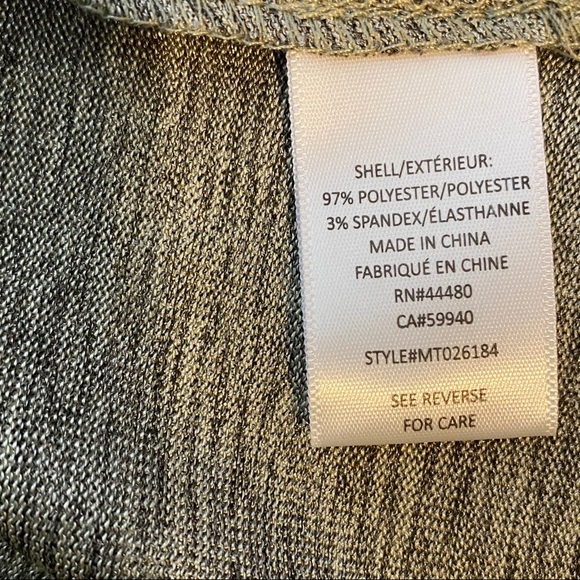 SHELL/EXTÉRIEUR:
97% POLYESTER/POLYESTER
3% SPANDEX/ÉLASTHANNE
MADE IN CHINA
FABRIQUÉ EN CHINE
RN#44480
CA#59940
STYLE#MT026184
SEE REVERSE
FOR CARE